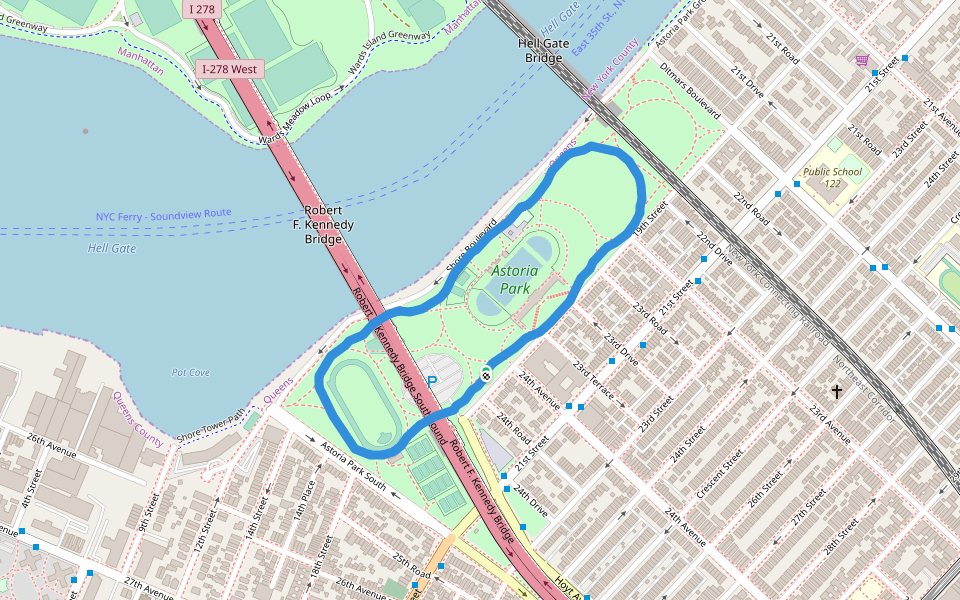 I 278
Greenway
Manhattan
I-278 West
Wards Island Greenway
Manhattan
Wards Meadow Loop
Hell Gate
East 35th St. N
Hell Gate
Bridge
New York County
Queens
Astoria Park Gro
Ditmars Boulevard
21st Road
21st Drive
21st Street
21st Road
21st Avenue
23rd Street
24th Street
Public School
122
NYC Ferry - Soundview Route
Hell Gate
Robert
F. Kennedy
Bridge
Shore Boulevard
Astoria
Park
19th Street
22nd Road
22nd Drive
21st Street
New York Connecting Railroad
Northeast Corridor
Robert F. Kennedy Bridge Southbound
23rd Road
23rd Drive
23rd Terrace
24th Avenue
23rd Street
24th Road
21st Street
24th Drive
24th Street
Crescent Street
26th Street
27th Street
28th Street
23rd Avenue
24th Avenue
P
Pot Cove
Queens
Queens County
Shore Tower Path
Astoria Park South
Robert F. Kennedy Bridge
26th Avenue
4th Street
9th Street
12th Street
14th Street
14th Place
18th Street
25th Road
26th Avenue
27th Avenue
Hoyt Av